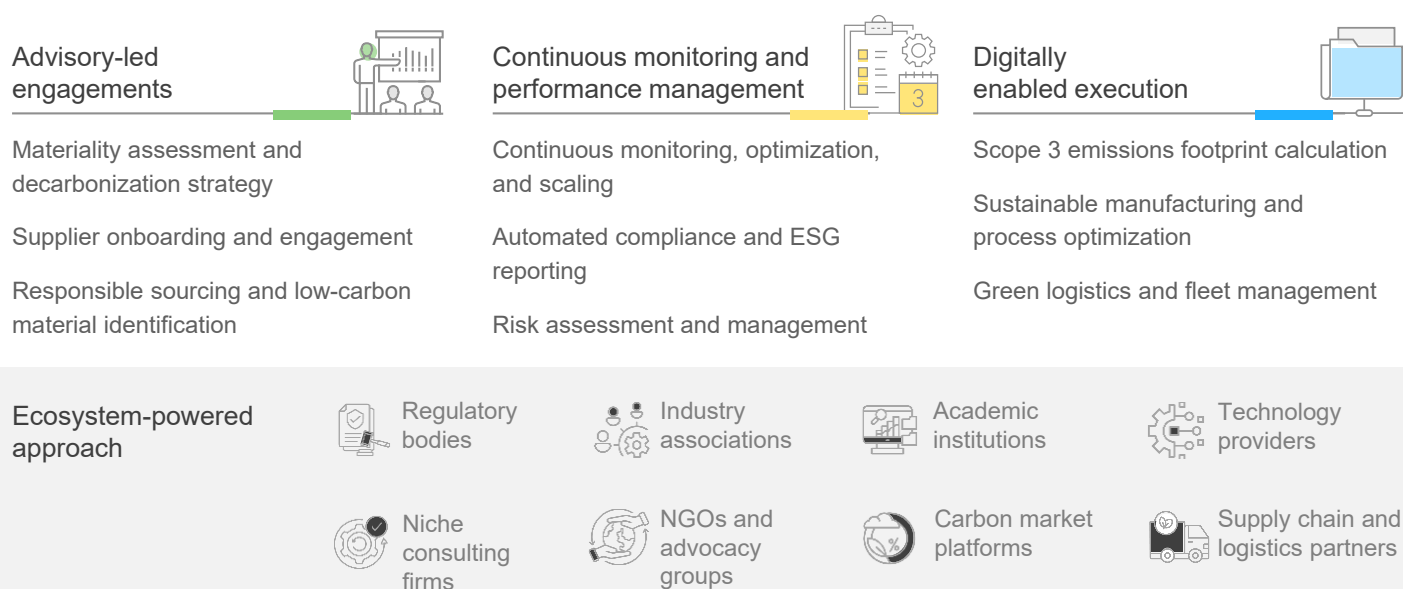 Advisory-led
engagements
Materiality assessment and
decarbonization strategy
Supplier onboarding and engagement
Responsible sourcing and low-carbon
material identification
Continuous monitoring and
performance management
3
Continuous monitoring, optimization,
and scaling
Automated compliance and ESG
reporting
Risk assessment and management
Digitally
enabled execution
Scope 3 emissions footprint calculation
Sustainable manufacturing and
process optimization
Green logistics and fleet management
Ecosystem-powered
approach
Regulatory
bodies
Industry
associations
Academic
institutions
Technology
providers
Niche
consulting
firms
NGOs and
advocacy
groups
%
Carbon market
platforms
Supply chain and
logistics partners